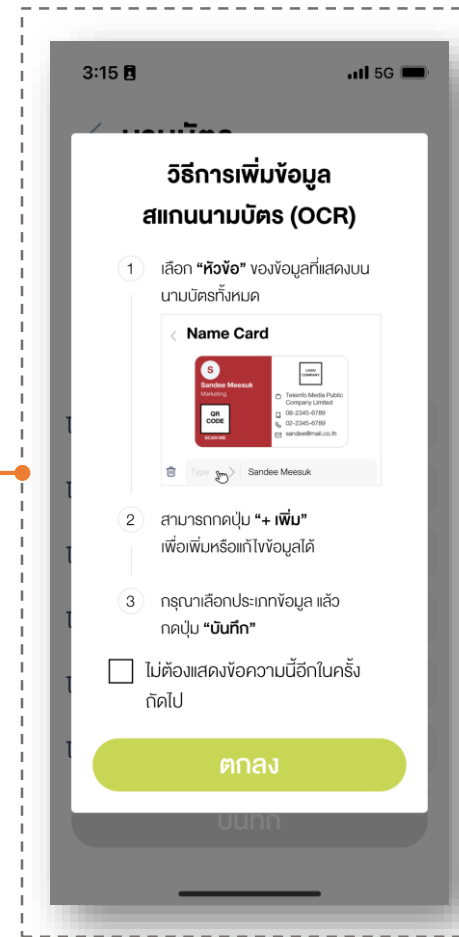 3:15
5G
วิธีการเพิ่มข้อมูล
สแกนนามบัตร (OCR)
1 เลือก “หัวข้อ” ของข้อมูลที่แสดงบน
นามบัตรทั้งหมด
Name Card
S
Sandee Meesuk
Marketing
QR
CODE
SCAN ME
LOGO
COMPANY
Teleinfo Media Public
Company Limited
08-2345-6789
02-2345-6789
sandee@mail.co.th
Type
Sandee Meesuk
2 สามารถกดปุ่ม “+ เพิ่ม”
เพื่อเพิ่มหรือแก้ไขข้อมูลได้
3 กรุณาเลือกประเภทข้อมูล แล้ว
กดปุ่ม “บันทึก”
ไม่ต้องแสดงข้อความนี้อีกในครั้ง
ถัดไป
ตกลง